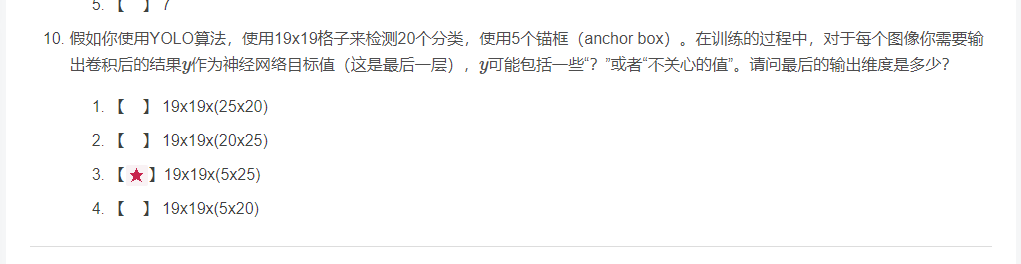 5. 【 】 7
10. 假如你使用YOLO算法，使用19x19格子来检测20个分类，使用5个锚框（anchor box）。在训练的过程中，对于每个图像你需要输
出卷积后的结果y作为神经网络目标值（这是最后一层），y可能包括一些“？”或者“不关心的值”。请问最后的输出维度是多少？
1. 【 】 19x19x(25x20)
2. 【 】 19x19x(20x25)
3. 【★】19x19x(5x25)
4. 【 】 19x19x(5x20)